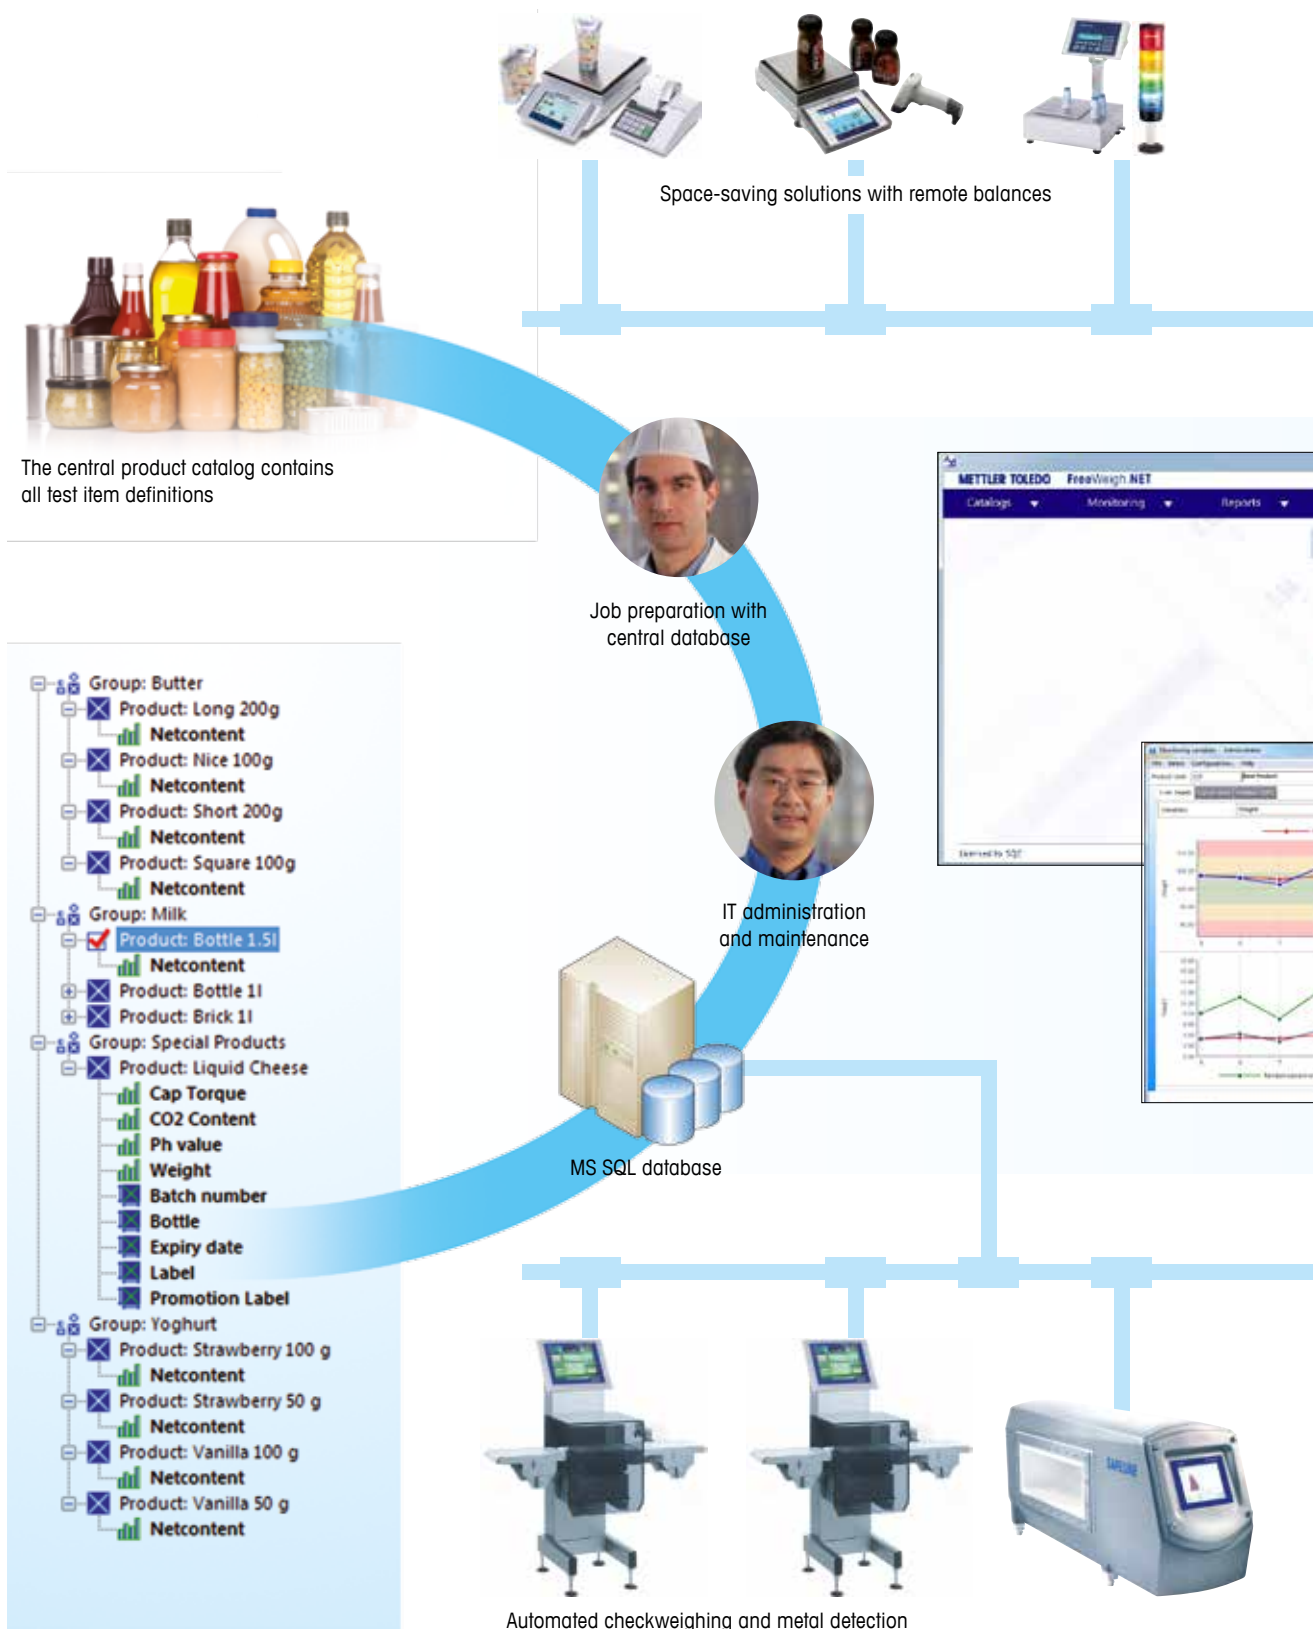 Space-saving solutions with remote balances
The central product catalog contains
all test item definitions
Job preparation with
central database
METTLER TOLEDO FreeWeigh.NET
Catalogs
Monitoring
Reports
IT administration
and maintenance
MS SQL database
Group: Butter
Product: Long 200g
Netcontent
Product: Nice 100g
Netcontent
Product: Short 200g
Netcontent
Product: Square 100g
Netcontent
Group: Milk
Product: Bottle 1.5l
Netcontent
Product: Bottle 1l
Product: Brick 1l
Group: Special Products
Product: Liquid Cheese
Cap Torque
CO2 Content
Ph value
Weight
Batch number
Bottle
Expiry date
Label
Promotion Label
Group: Yoghurt
Product: Strawberry 100 g
Netcontent
Product: Strawberry 50 g
Netcontent
Product: Vanilla 100 g
Netcontent
Product: Vanilla 50 g
Netcontent
SAFELINE
Automated checkweighing and metal detection